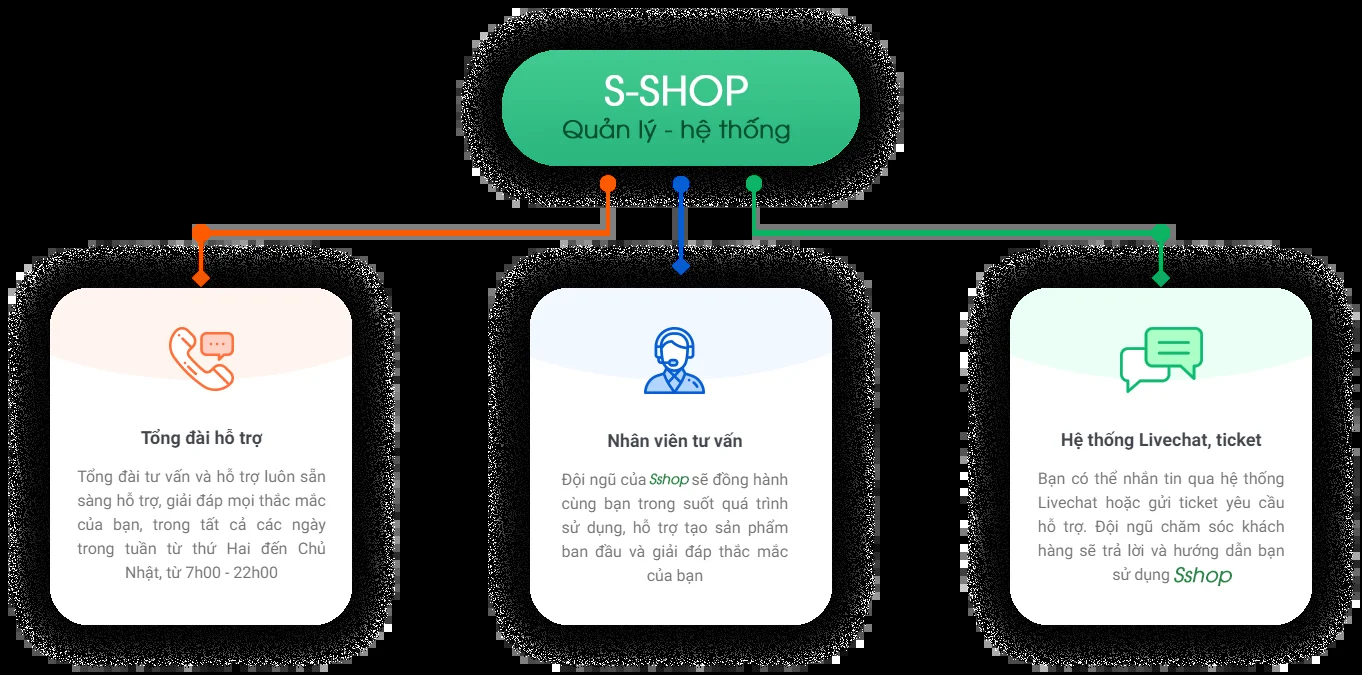 S-SHOP
Quản lý - hệ thống
Tổng đài hỗ trợ
Tổng đài tư vấn và hỗ trợ luôn sẵn
sàng hỗ trợ, giải đáp mọi thắc mắc
của bạn, trong tất cả các ngày
trong tuần từ thứ Hai đến Chủ
Nhật, từ 7h00 - 22h00
Nhân viên tư vấn
Đội ngũ của Sshop sẽ đồng hành
cùng bạn trong suốt quá trình
sử dụng, hỗ trợ tạo sản phẩm
ban đầu và giải đáp thắc mắc
của bạn
Hệ thống Livechat, ticket
Bạn có thể nhắn tin qua hệ thống
Livechat hoặc gửi ticket yêu cầu
hỗ trợ. Đội ngũ chăm sóc khách
hàng sẽ trả lời và hướng dẫn bạn
sử dụng Sshop